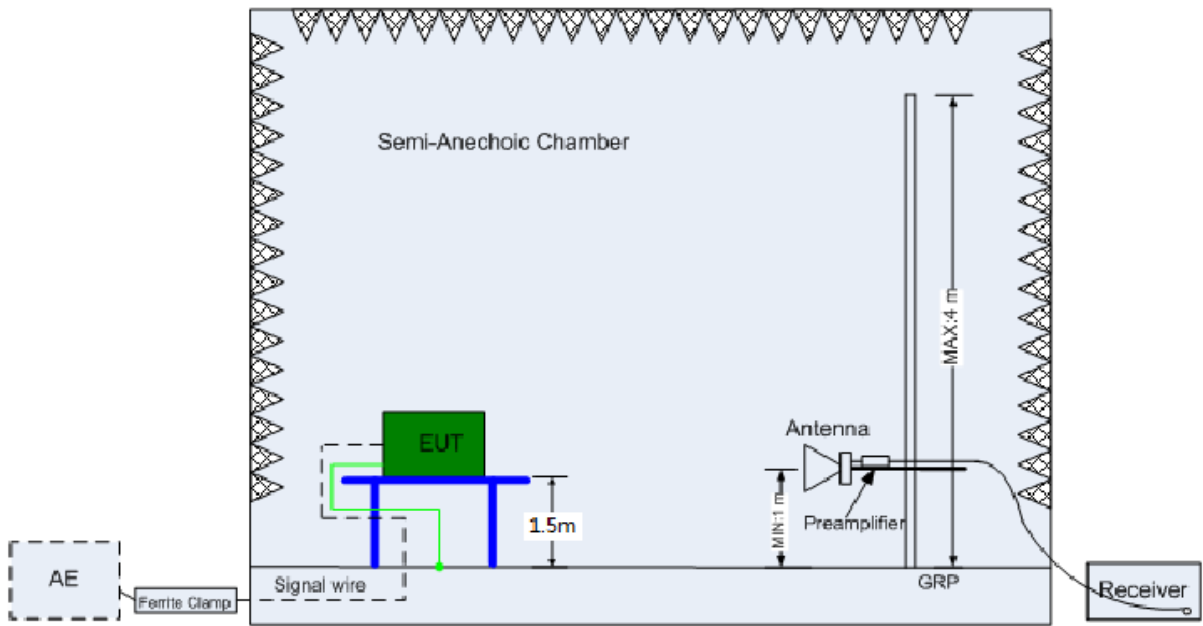 Semi-Anechoic Chamber
MAX:4 m
EUT
Antenna
1.5m
MIN:1 m
Preamplifier
AE
Ferrite Clamp
Signal wire
GRP
Receiver